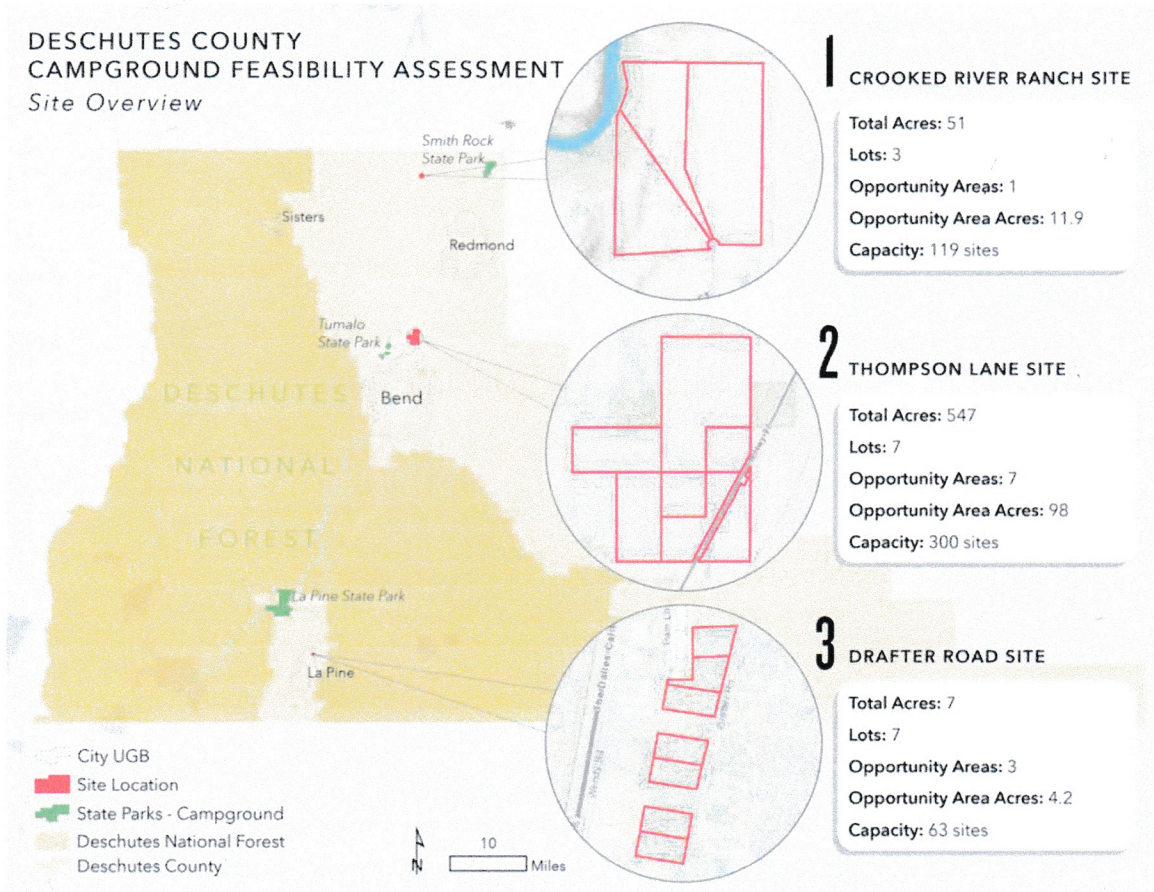 DESCHUTES COUNTY
CAMPGROUND FEASIBILITY ASSESSMENT
Site Overview
Smith Rock
State Park
Sisters
Redmond
Tumalo
State Park
Bend
DESCHUTES
NATIONAL
FOREST
La Pine State Park
La Pine
City UGB
Site Location
State Parks - Campground
Deschutes National Forest
Deschutes County
N
10
Miles
1
CROOKED RIVER RANCH SITE
Total Acres: 51
Lots: 3
Opportunity Areas: 1
Opportunity Area Acres: 11.9
Capacity: 119 sites
2
THOMPSON LANE SITE
Total Acres: 547
Lots: 7
Opportunity Areas: 7
Opportunity Area Acres: 98
Capacity: 300 sites
Wendy Rd
3
DRAFTER ROAD SITE
Total Acres: 7
Lots: 7
Opportunity Areas: 3
Opportunity Area Acres: 4.2
Capacity: 63 sites